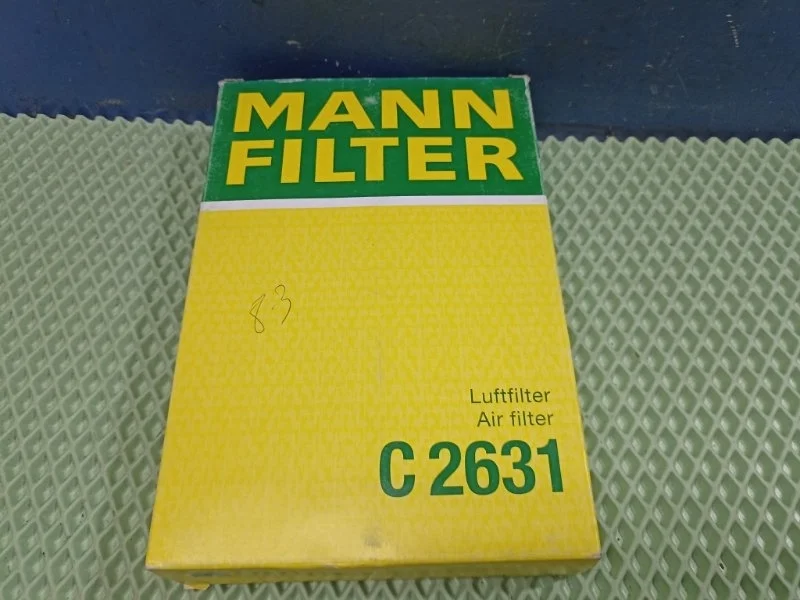 MANN
FILTER
83
Luftfilter
Air filter
C 2631